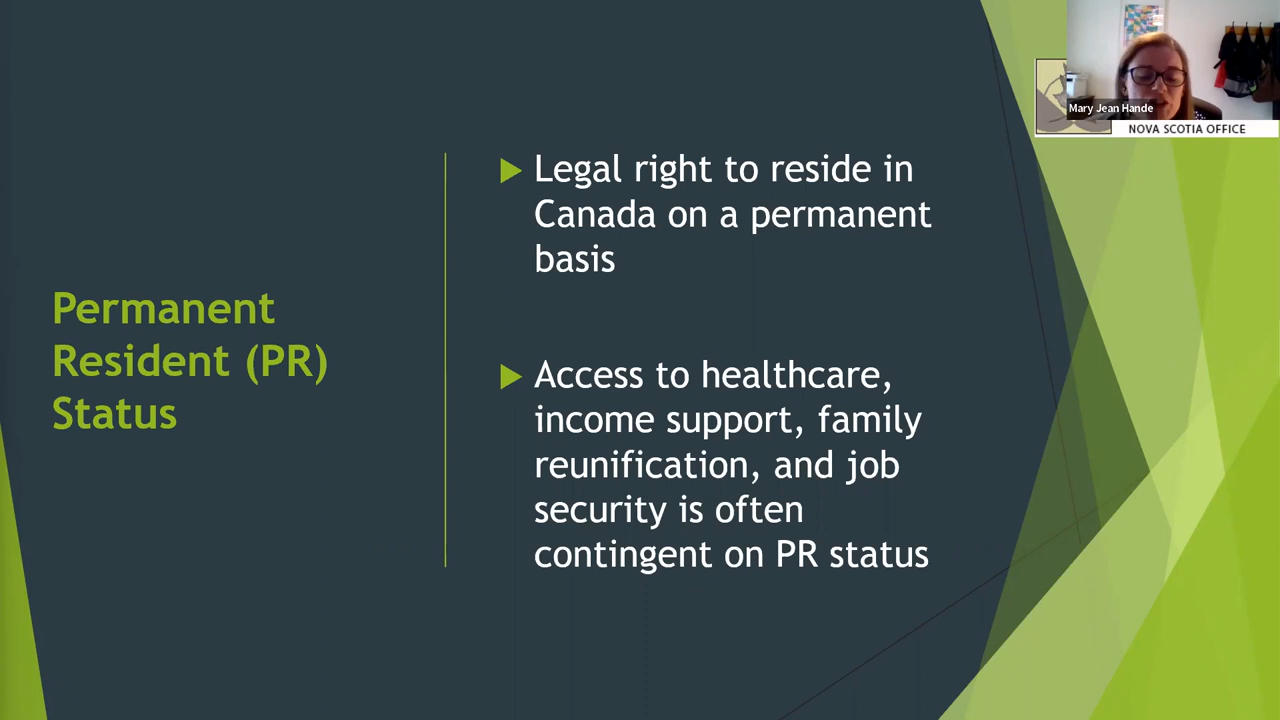 Permanent
Resident (PR)
Status
Legal right to reside in
Canada on a permanent
basis
Access to healthcare,
income support, family
reunification, and job
security is often
contingent on PR status
Mary Jean Hande
NOVA SCOTIA OFFICE